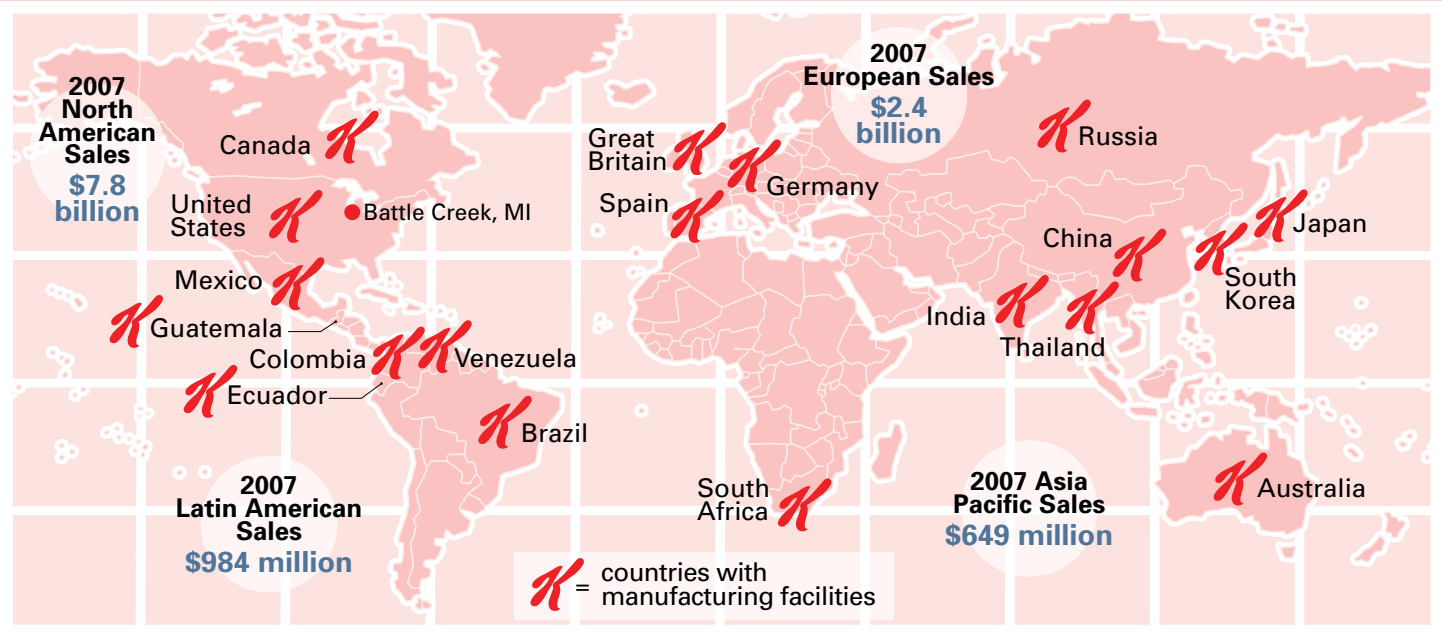 2007
North
American
Sales
$7.8
billion
2007
European Sales
$2.4
billion
Canada
Great
Britain
Russia
Germany
United
States
Battle Creek, MI
Spain
Japan
China
Mexico
South
Korea
Guatemala
India
Thailand
Colombia
Venezuela
Ecuador
Brazil
2007
Latin American
Sales
$984 million
South
Africa
2007 Asia
Pacific Sales
$649 million
Australia
K = countries with
manufacturing facilities